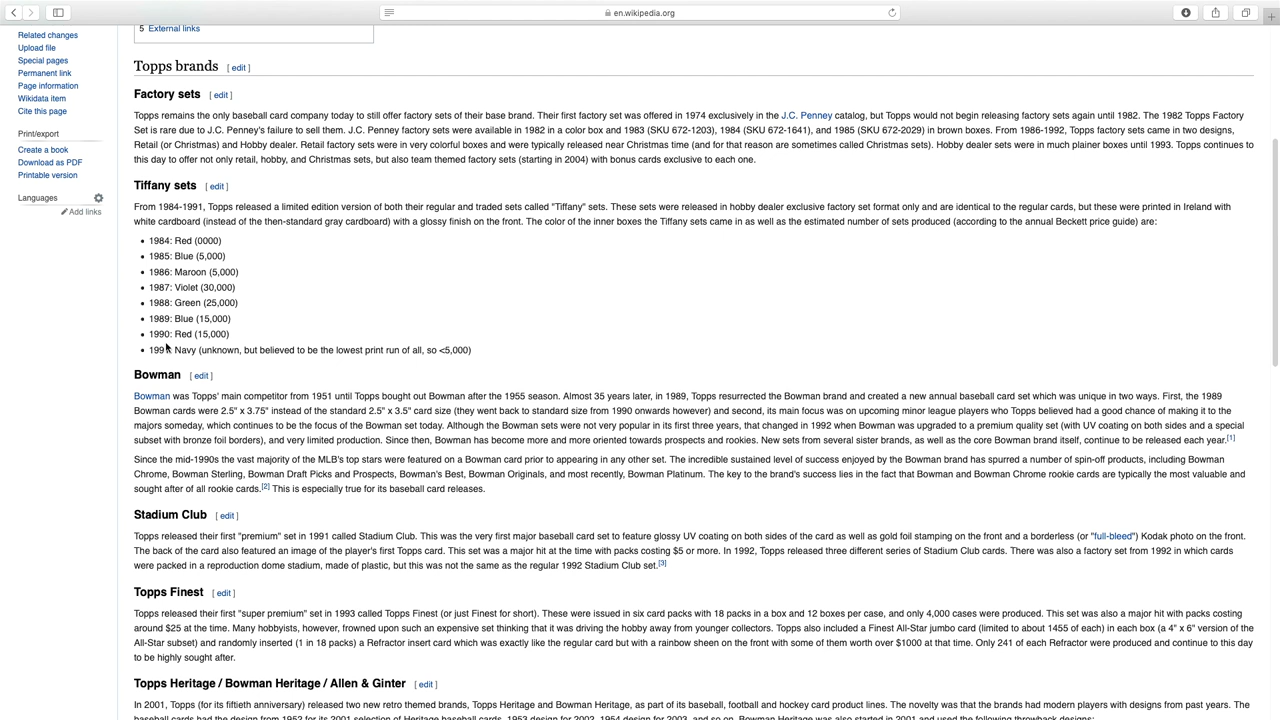 en.wikipedia.org
Related changes
Upload file
Special pages
Permanent link
Page information
Wikidata item
Cite this page
Print/export
Create a book
Download as PDF
Printable version
Languages
Add links
5 External links
Topps brands [ edit ]
Factory sets [ edit ]
Topps remains the only baseball card company today to still offer factory sets of their base brand. Their first factory set was offered in 1974 exclusively in the J.C. Penney catalog, but Topps would not begin releasing factory sets again until 1982. The 1982 Topps Factory
Set is rare due to J.C. Penney's failure to sell them. J.C. Penney factory sets were available in 1982 in a color box and 1983 (SKU 672-1203), 1984 (SKU 672-1641), and 1985 (SKU 672-2029) in brown boxes. From 1986-1992, Topps factory sets came in two designs,
Retail (or Christmas) and Hobby dealer. Retail factory sets were in very colorful boxes and were typically released near Christmas time (and for that reason are sometimes called Christmas sets). Hobby dealer sets were in much plainer boxes until 1993. Topps continues to
this day to offer not only retail, hobby, and Christmas sets, but also team themed factory sets (starting in 2004) with bonus cards exclusive to each one.
Tiffany sets [ edit ]
From 1984-1991, Topps released a limited edition version of both their regular and traded sets called "Tiffany" sets. These sets were released in hobby dealer exclusive factory set format only and are identical to the regular cards, but these were printed in Ireland with
white cardboard (instead of the then-standard gray cardboard) with a glossy finish on the front. The color of the inner boxes the Tiffany sets came in as well as the estimated number of sets produced (according to the annual Beckett price guide) are:
• 1984: Red (0000)
• 1985: Blue (5,000)
• 1986: Maroon (5,000)
• 1987: Violet (30,000)
• 1988: Green (25,000)
• 1989: Blue (15,000)
• 1990: Red (15,000)
• Navy (unknown, but believed to be the lowest print run of all, so <5,000)
Bowman [ edit ]
Bowman was Topps' main competitor from 1951 until Topps bought out Bowman after the 1955 season. Almost 35 years later, in 1989, Topps resurrected the Bowman brand and created a new annual baseball card set which was unique in two ways. First, the 1989
Bowman cards were 2.5" x 3.75" instead of the standard 2.5" x 3.5" card size (they went back to standard size from 1990 onwards however) and second, its main focus was on upcoming minor league players who Topps believed had a good chance of making it to the
majors someday, which continues to be the focus of the Bowman set today. Although the Bowman sets were not very popular in its first three years, that changed in 1992 when Bowman was upgraded to a premium quality set (with UV coating on both sides and a special
subset with bronze foil borders), and very limited production. Since then, Bowman has become more and more oriented towards prospects and rookies. New sets from several sister brands, as well as the core Bowman brand itself, continue to be released each year.[1]
Since the mid-1990s the vast majority of the MLB's top stars were featured on a Bowman card prior to appearing in any other set. The incredible sustained level of success enjoyed by the Bowman brand has spurred a number of spin-off products, including Bowman
Chrome, Bowman Sterling, Bowman Draft Picks and Prospects, Bowman's Best, Bowman Originals, and most recently, Bowman Platinum. The key to the brand's success lies in the fact that Bowman and Bowman Chrome rookie cards are typically the most valuable and
sought after of all rookie cards.[2] This is especially true for its baseball card releases.
Stadium Club [ edit ]
Topps released their first "premium" set in 1991 called Stadium Club. This was the very first major baseball card set to feature glossy UV coating on both sides of the card as well as gold foil stamping on the front and a borderless (or "full-bleed") Kodak photo on the front.
The back of the card also featured an image of the player's first Topps card. This set was a major hit at the time with packs costing $5 or more. In 1992, Topps released three different series of Stadium Club cards. There was also a factory set from 1992 in which cards
were packed in a reproduction dome stadium, made of plastic, but this was not the same as the regular 1992 Stadium Club set.[3]
Topps Finest [ edit ]
Topps released their first "super premium" set in 1993 called Topps Finest (or just Finest for short). These were issued in six card packs with 18 packs in a box and 12 boxes per case, and only 4,000 cases were produced. This set was also a major hit with packs costing
around $25 at the time. Many hobbyists, however, frowned upon such an expensive set thinking that it was driving the hobby away from younger collectors. Topps also included a Finest All-Star jumbo card (limited to about 1455 of each) in each box (a 4" x 6" version of the
All-Star subset) and randomly inserted (1 in 18 packs) a Refractor insert card which was exactly like the regular card but with a rainbow sheen on the front with some of them worth over $1000 at that time. Only 241 of each Refractor were produced and continue to this day
to be highly sought after.
Topps Heritage / Bowman Heritage / Allen & Ginter [ edit ]
In 2001, Topps (for its fiftieth anniversary) released two new retro themed brands, Topps Heritage and Bowman Heritage, as part of its baseball, football and hockey card product lines. The novelty was that the brands had modern players with designs from past years. The
baseball cards had the design from 1952 for its 2001 selection of Heritage baseball cards, 1953 design for 2002, 1954 design for 2003, and so on. Bowman Heritage was also started in 2001 and used the following throwback designs: